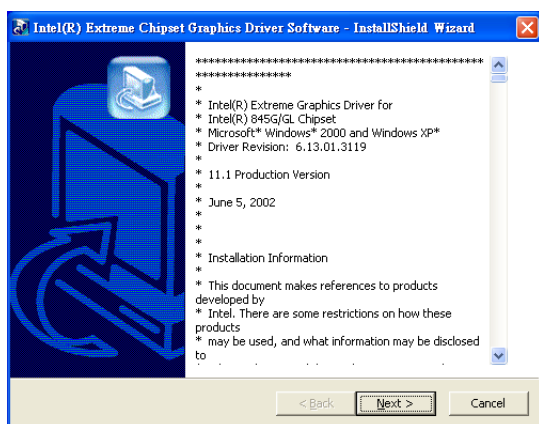 Intel(R) Extreme Chipset Graphics Driver Software - InstallShield Wizard
************************************************
****************
*
* Intel(R) Extreme Graphics Driver for
* Intel(R) 845G/GL Chipset
* Microsoft* Windows* 2000 and Windows XP*
* Driver Revision: 6.13.01.3119
*
* 11.1 Production Version
*
* June 5, 2002
*
*
*
* Installation Information
*
* This document makes references to products
developed by
* Intel. There are some restrictions on how these
products
* may be used, and what information may be disclosed
to
< Back
Next >
Cancel